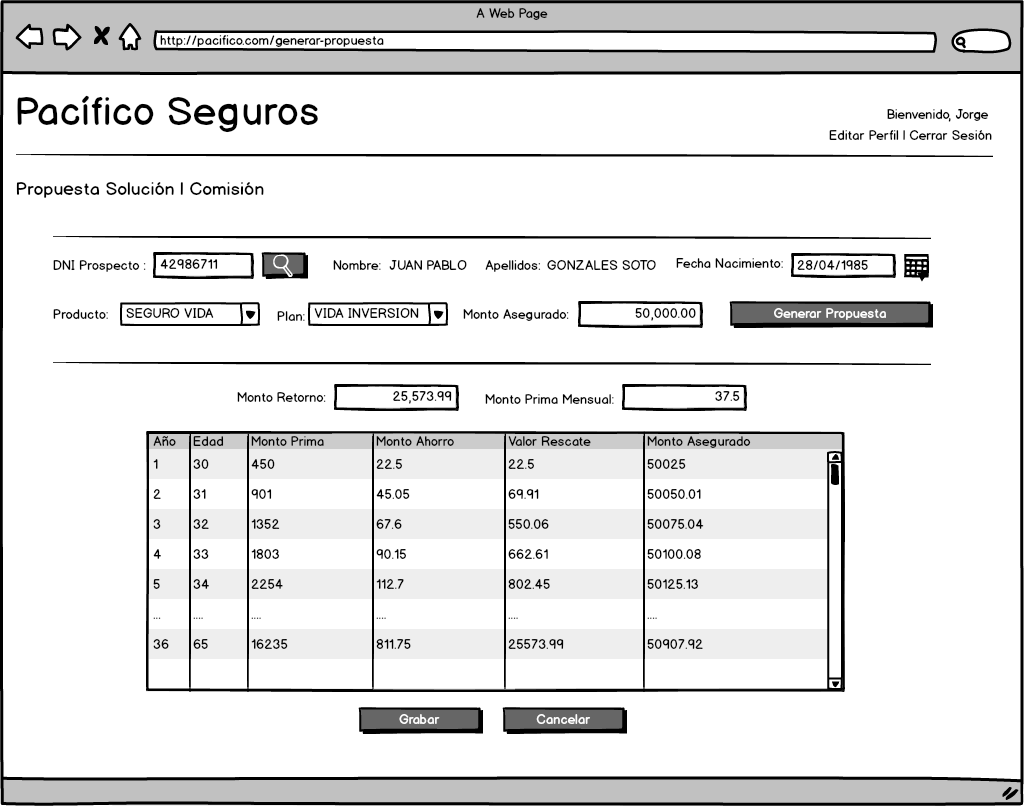 A Web Page
http://pacifico.com/generar-propuesta
Pacífico Seguros
Bienvenido, Jorge
Editar Perfil | Cerrar Sesión
Propuesta Solución | Comisión
DNI Prospecto : 42986711 Nombre: JUAN PABLO Apellidos: GONZALES SOTO Fecha Nacimiento: 28/04/1985
Producto: SEGURO VIDA Plan: VIDA INVERSION Monto Asegurado: 50,000.00 Generar Propuesta
Monto Retorno: 25,573.99 Monto Prima Mensual: 37.5
Año Edad Monto Prima Monto Ahorro Valor Rescate Monto Asegurado
1 30 450 22.5 22.5 50025
2 31 901 45.05 69.91 50050.01
3 32 1352 67.6 550.06 50075.04
4 33 1803 90.15 662.61 50100.08
5 34 2254 112.7 802.45 50125.13
... .... .... .... .... ....
36 65 16235 811.75 25573.99 50907.92
Grabar Cancelar